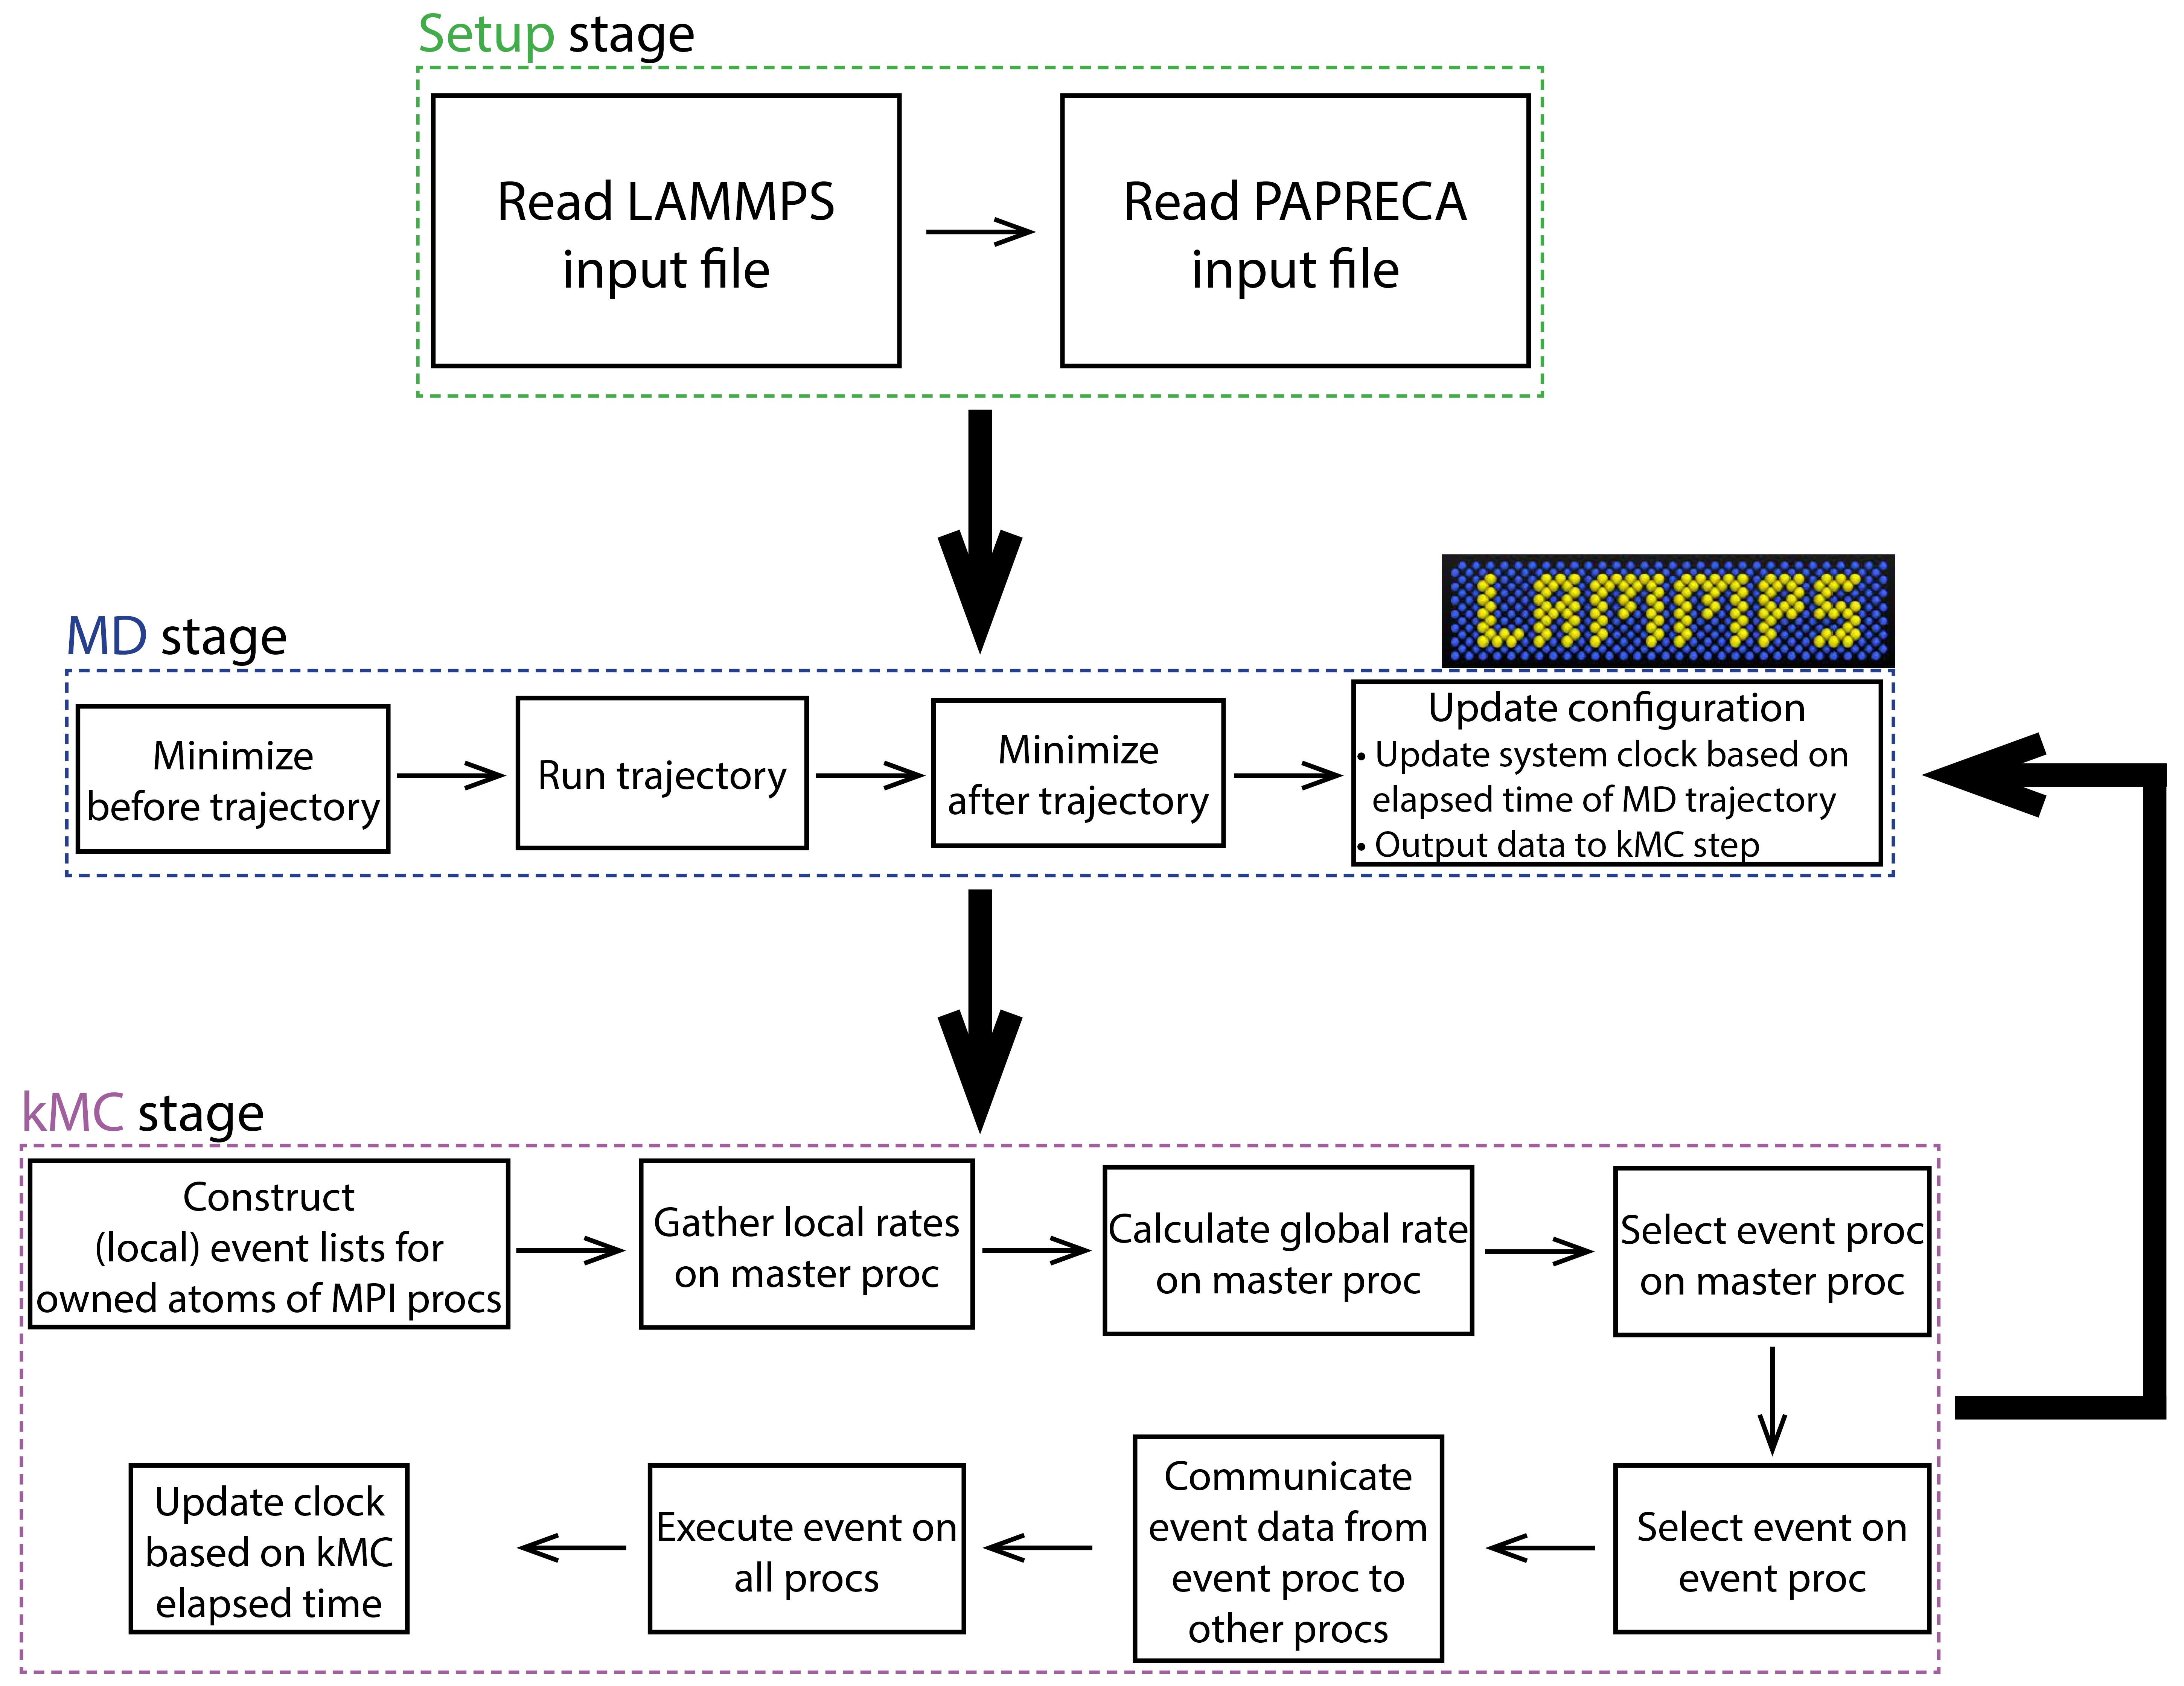 Setup stage
Read LAMMPS
input file
Read PAPRECA
input file
LAMMPS
MD stage
Minimize
before trajectory
Run trajectory
Minimize
after trajectory
Update configuration
• Update system clock based on
elapsed time of MD trajectory
• Output data to kMC step
kMC stage
Construct
(local) event lists for
owned atoms of MPI procs
Gather local rates
on master proc
Calculate global rate
on master proc
Select event proc
on master proc
Select event on
event proc
Communicate
event data from
event proc to
other procs
Execute event on
all procs
Update clock
based on kMC
elapsed time